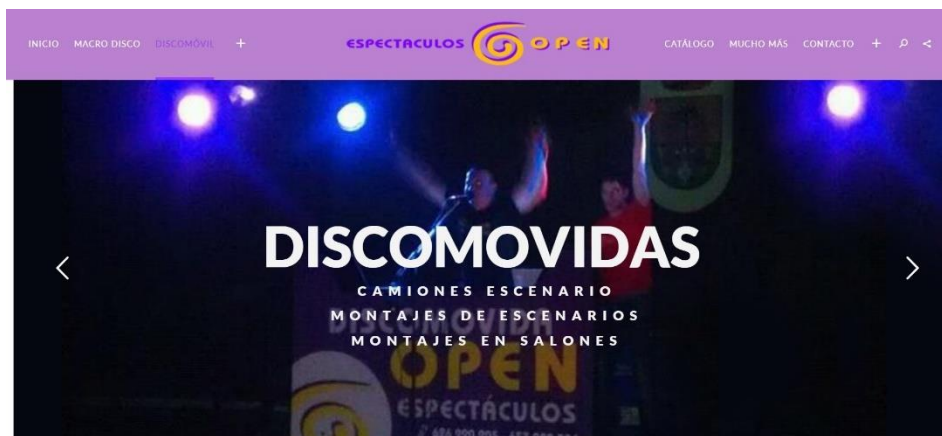 INICIO MACRO DISCO DISCOMÓVIL +
ESPECTACULOS OPEN
CATÁLOGO MUCHO MÁS CONTACTO +
DISCOMOVIDAS
CAMIONES ESCENARIO
MONTAJES DE ESCENARIOS
MONTAJES EN SALONES
DISCOMOVIDA
OPEN
ESPECTÁCULOS